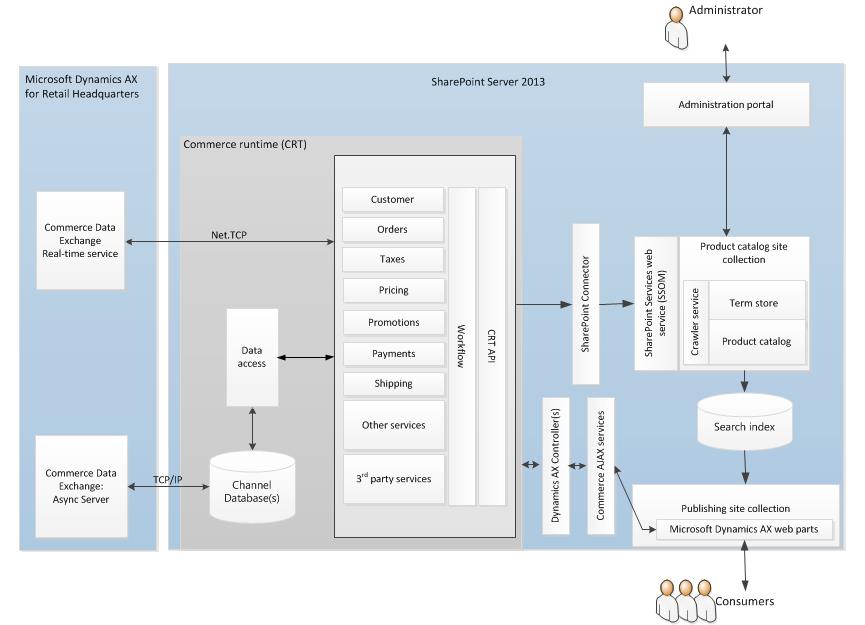 Administrator
Microsoft Dynamics AX
for Retail Headquarters
SharePoint Server 2013
Administration portal
Commerce runtime (CRT)
Commerce Data
Exchange
Real-time service
Net.TCP
Customer
Orders
Taxes
Pricing
Promotions
Payments
Shipping
Other services
3rd party services
Workflow
CRT API
Data
access
Channel
Database(s)
Commerce Data
Exchange:
Async Server
TCP/IP
SharePoint Connector
SharePoint Services web
service (SSOM)
Product catalog site
collection
Crawler service
Term store
Product catalog
Search index
Dynamics AX Controller(s)
Commerce AJAX services
Publishing site collection
Microsoft Dynamics AX web parts
Consumers